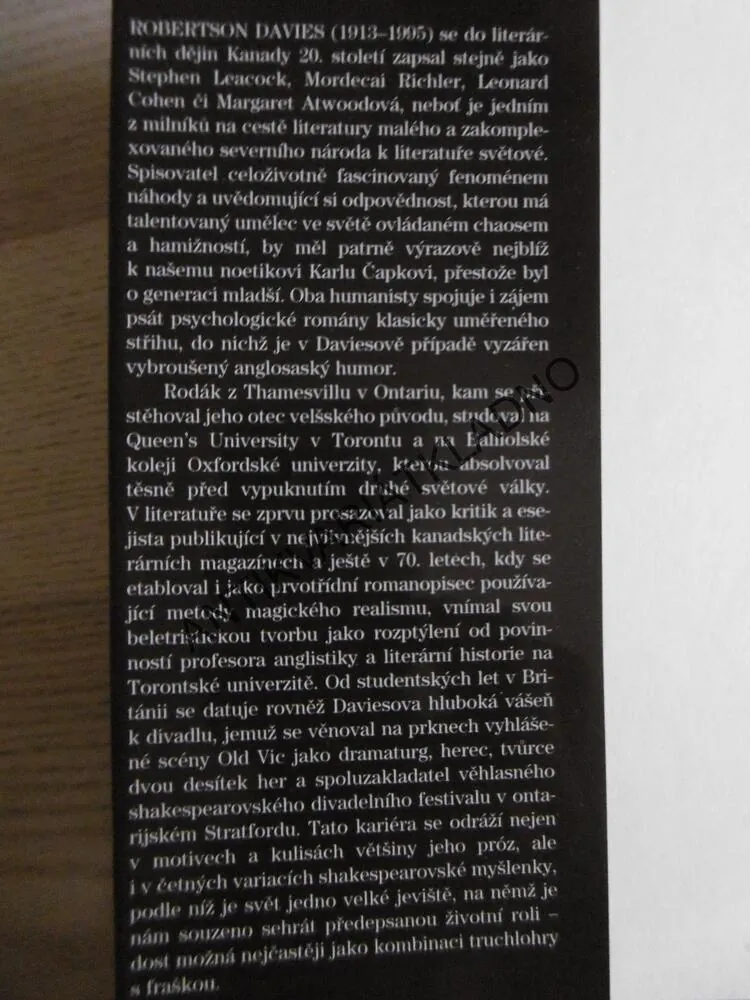 ROBERTSON DAVIES (1913–1995) se do literár-
ních dějin Kanady 20. století zapsal stejně jako
Stephen Leacock, Mordecai Richler, Leonard
Cohen či Margaret Atwoodová, neboť je jedním
z milníků na cestě literatury malého a zakomple-
xovaného severního národa k literatuře světové.
Spisovatel celoživotně fascinovaný fenoménem
náhody a uvědomující si odpovědnost, kterou má
talentovaný umělec ve světě ovládaném chaosem
a hamižností, by měl patrně výrazově nejblíž
k našemu noetikovi Karlu Čapkovi, přestože byl
o generaci mladší. Oba humanisty spojuje i zájem
psát psychologické romány klasicky uměřeného
střihu, do nichž je v Daviesově případě vyzářen
vybroušený anglosaský humor.
Rodák z Thamesvillu v Ontariu, kam se při-
stěhoval jeho otec velšského původu, studoval na
Queen's University v Torontu a na Balliolské
koleji Oxfordské univerzity, kterou absolvoval
těsně před vypuknutím druhé světové války.
V literatuře se zprvu prosazoval jako kritik a ese-
jista publikující v nejvlivnějších kanadských lite-
rárních magazínech a ještě v 70. letech, kdy se
etabloval i jako prvotřídní romanopisec používa-
jící metody magického realismu, vnímal svou
beletristickou tvorbu jako rozptýlení od povin-
ností profesora anglistiky a literární historie na
Torontské univerzitě. Od studentských let v Bri-
tánii se datuje rovněž Daviesova hluboká vášeň
k divadlu, jemuž se věnoval na prknech vyhláše-
né scény Old Vic jako dramaturg, herec, tvůrce
dvou desítek her a spoluzakladatel věhlasného
shakespearovského divadelního festivalu v onta-
rijském Stratfordu. Tato kariéra se odráží nejen
v motivech a kulisách většiny jeho próz, ale
i v četných variacích shakespearovské myšlenky,
podle níž je svět jedno velké jeviště, na němž je
nám souzeno sehrát předepsanou životní roli –
dost možná nejčastěji jako kombinaci truchlohry
s fraškou.
ANTIKVARIÁTKLADNO